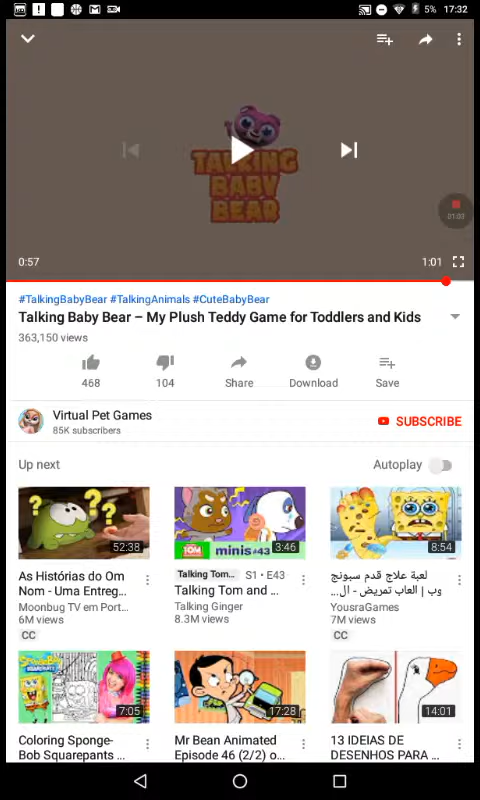 5% 17:32
TALKING
BABY
BEAR
01:03
0:57 1:01
#TalkingBabyBear #TalkingAnimals #CuteBabyBear
Talking Baby Bear – My Plush Teddy Game for Toddlers and Kids
363,150 views
468 104 Share Download Save
Virtual Pet Games
85K subscribers
SUBSCRIBE
Up next Autoplay
52:38
TOM minis #43 3:46
8:54
As Histórias do Om
Nom - Uma Entreg...
Moonbug TV em Port...
6M views
CC
Talking Tom... S1 • E43
Talking Tom and ...
Talking Ginger
8.3M views
لعبة علاج قدم سبونج
وب | العاب تمريض - ال...
YousraGames
7M views
CC
7:05
17:28
14:01
Coloring Sponge-
Bob Squarepants ...
Mr Bean Animated
Episode 46 (2/2) o...
13 IDEIAS DE
DESENHOS PARA ...